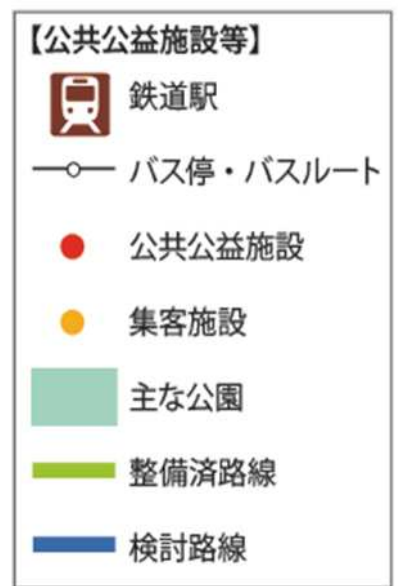 【公共公益施設等】
鉄道駅
バス停・バスルート
公共公益施設
集客施設
主な公園
整備済路線
検討路線